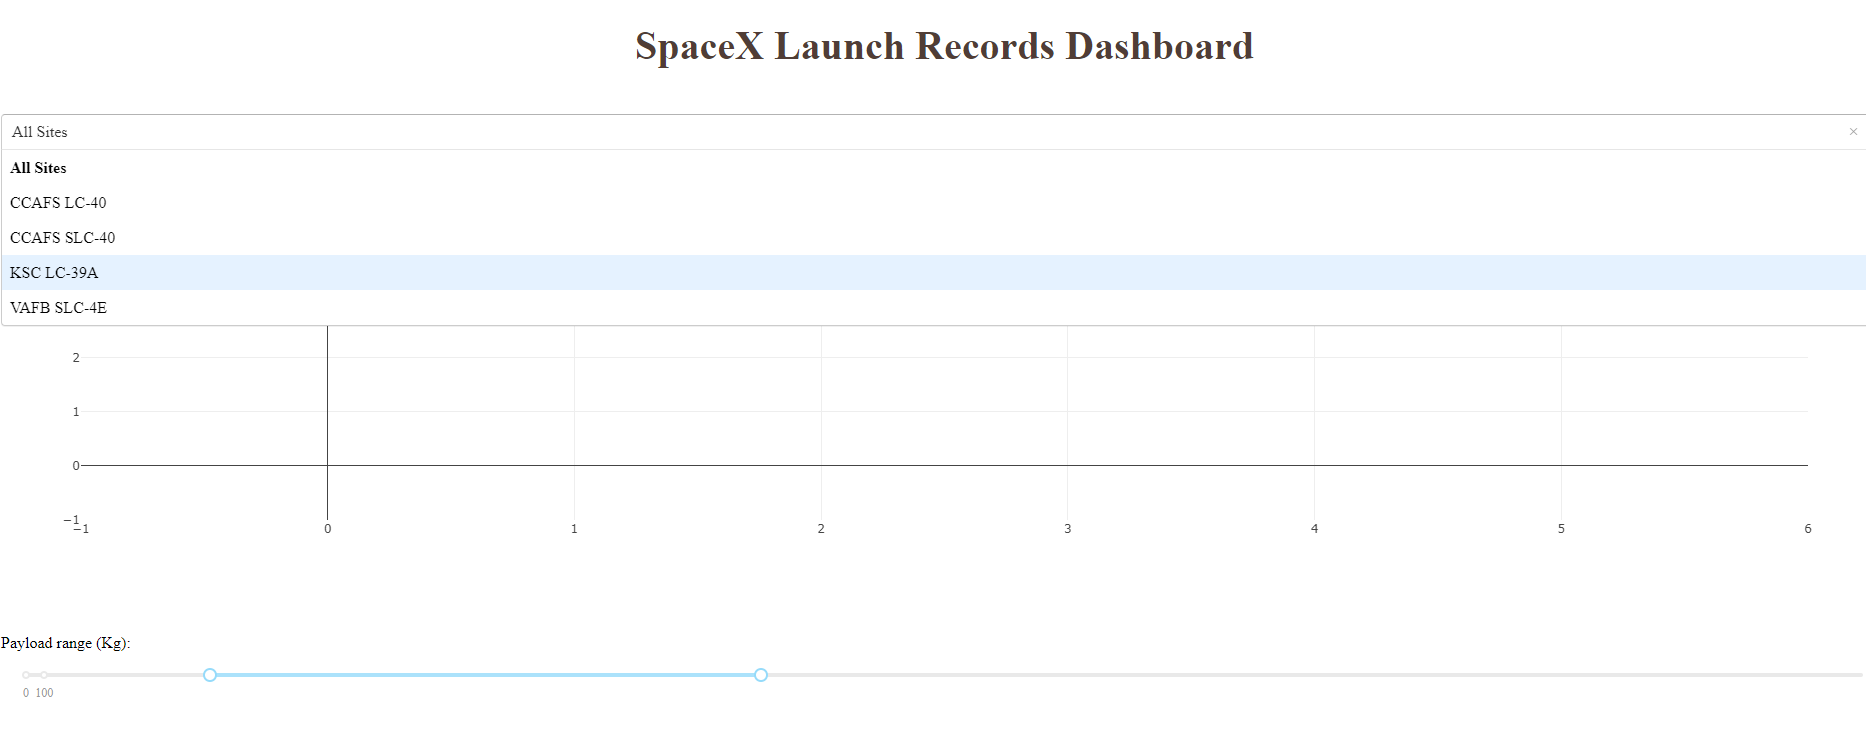 SpaceX Launch Records Dashboard
All Sites ×
All Sites
CCAFS LC-40
CCAFS SLC-40
KSC LC-39A
VAFB SLC-4E
2
1
0
−1
−1 0 1 2 3 4 5 6
Payload range (Kg):
0 100